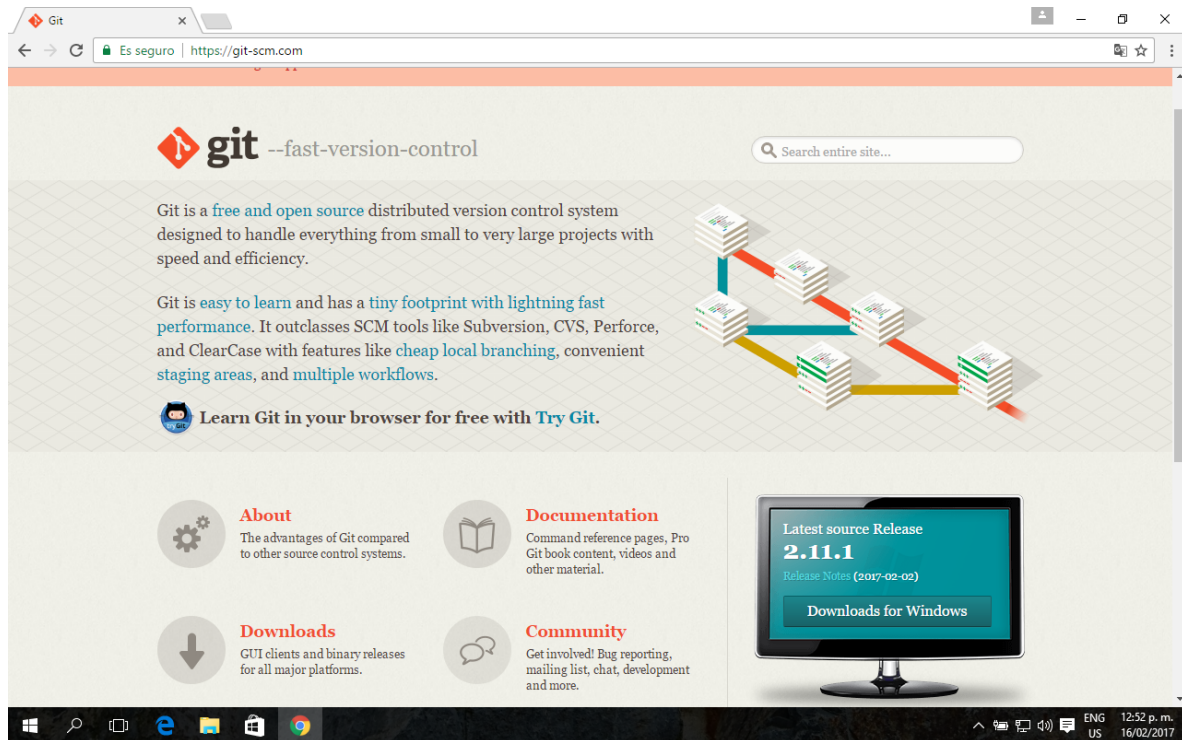 Git
Es seguro | https://git-scm.com
git --fast-version-control
Search entire site...
Git is a free and open source distributed version control system
designed to handle everything from small to very large projects with
speed and efficiency.
Git is easy to learn and has a tiny footprint with lightning fast
performance. It outclasses SCM tools like Subversion, CVS, Perforce,
and ClearCase with features like cheap local branching, convenient
staging areas, and multiple workflows.
Try Git
Learn Git in your browser for free with Try Git.
About
The advantages of Git compared
to other source control systems.
Documentation
Command reference pages, Pro
Git book content, videos and
other material.
Downloads
GUI clients and binary releases
for all major platforms.
Community
Get involved! Bug reporting,
mailing list, chat, development
and more.
Latest source Release
2.11.1
Release Notes (2017-02-02)
Downloads for Windows
ENG
US
12:52 p. m.
16/02/2017